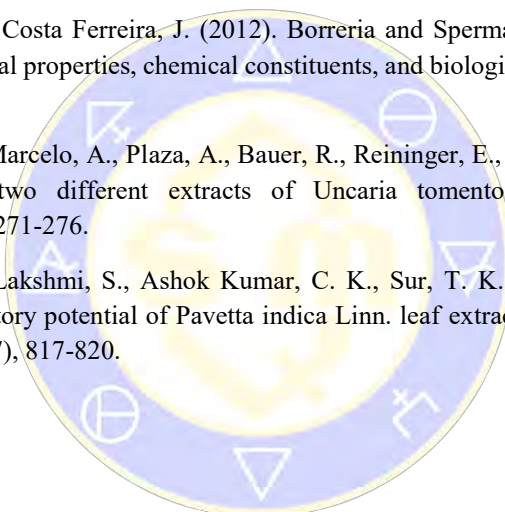 Costa Ferreira, J. (2012). Borreria and Sperma
al properties, chemical constituents, and biologi
Marcelo, A., Plaza, A., Bauer, R., Reininger, E.,
two different extracts of Uncaria tomento
271-276.
Lakshmi, S., Ashok Kumar, C. K., Sur, T. K.
tory potential of Pavetta indica Linn. leaf extrac
7), 817-820.